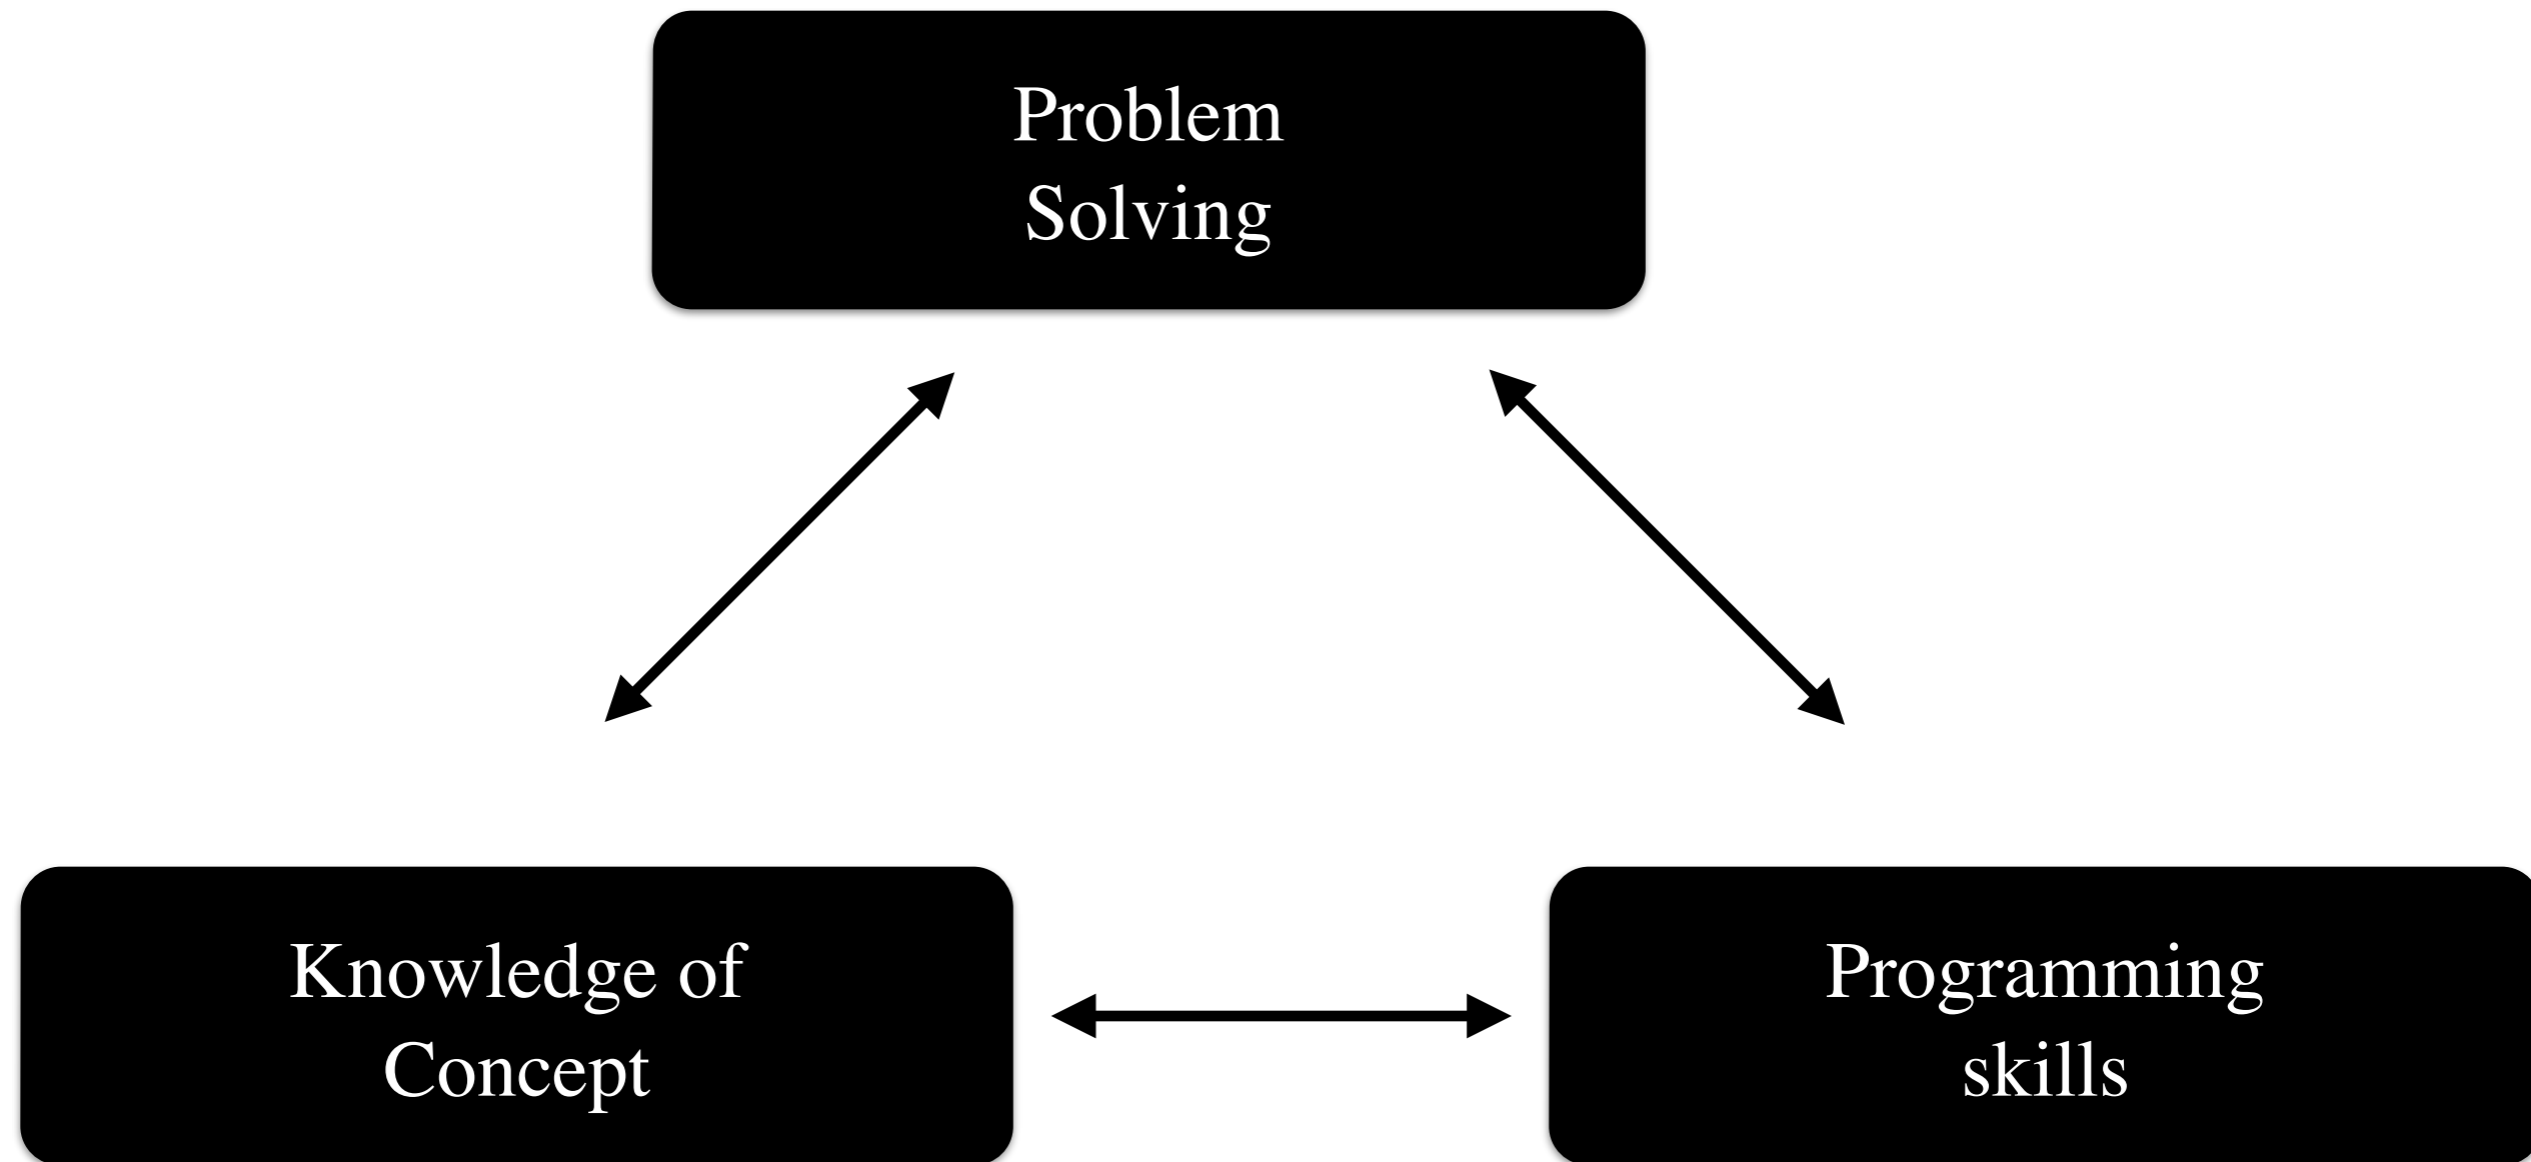 Problem
Solving
Knowledge of
Concept
Programming
skills